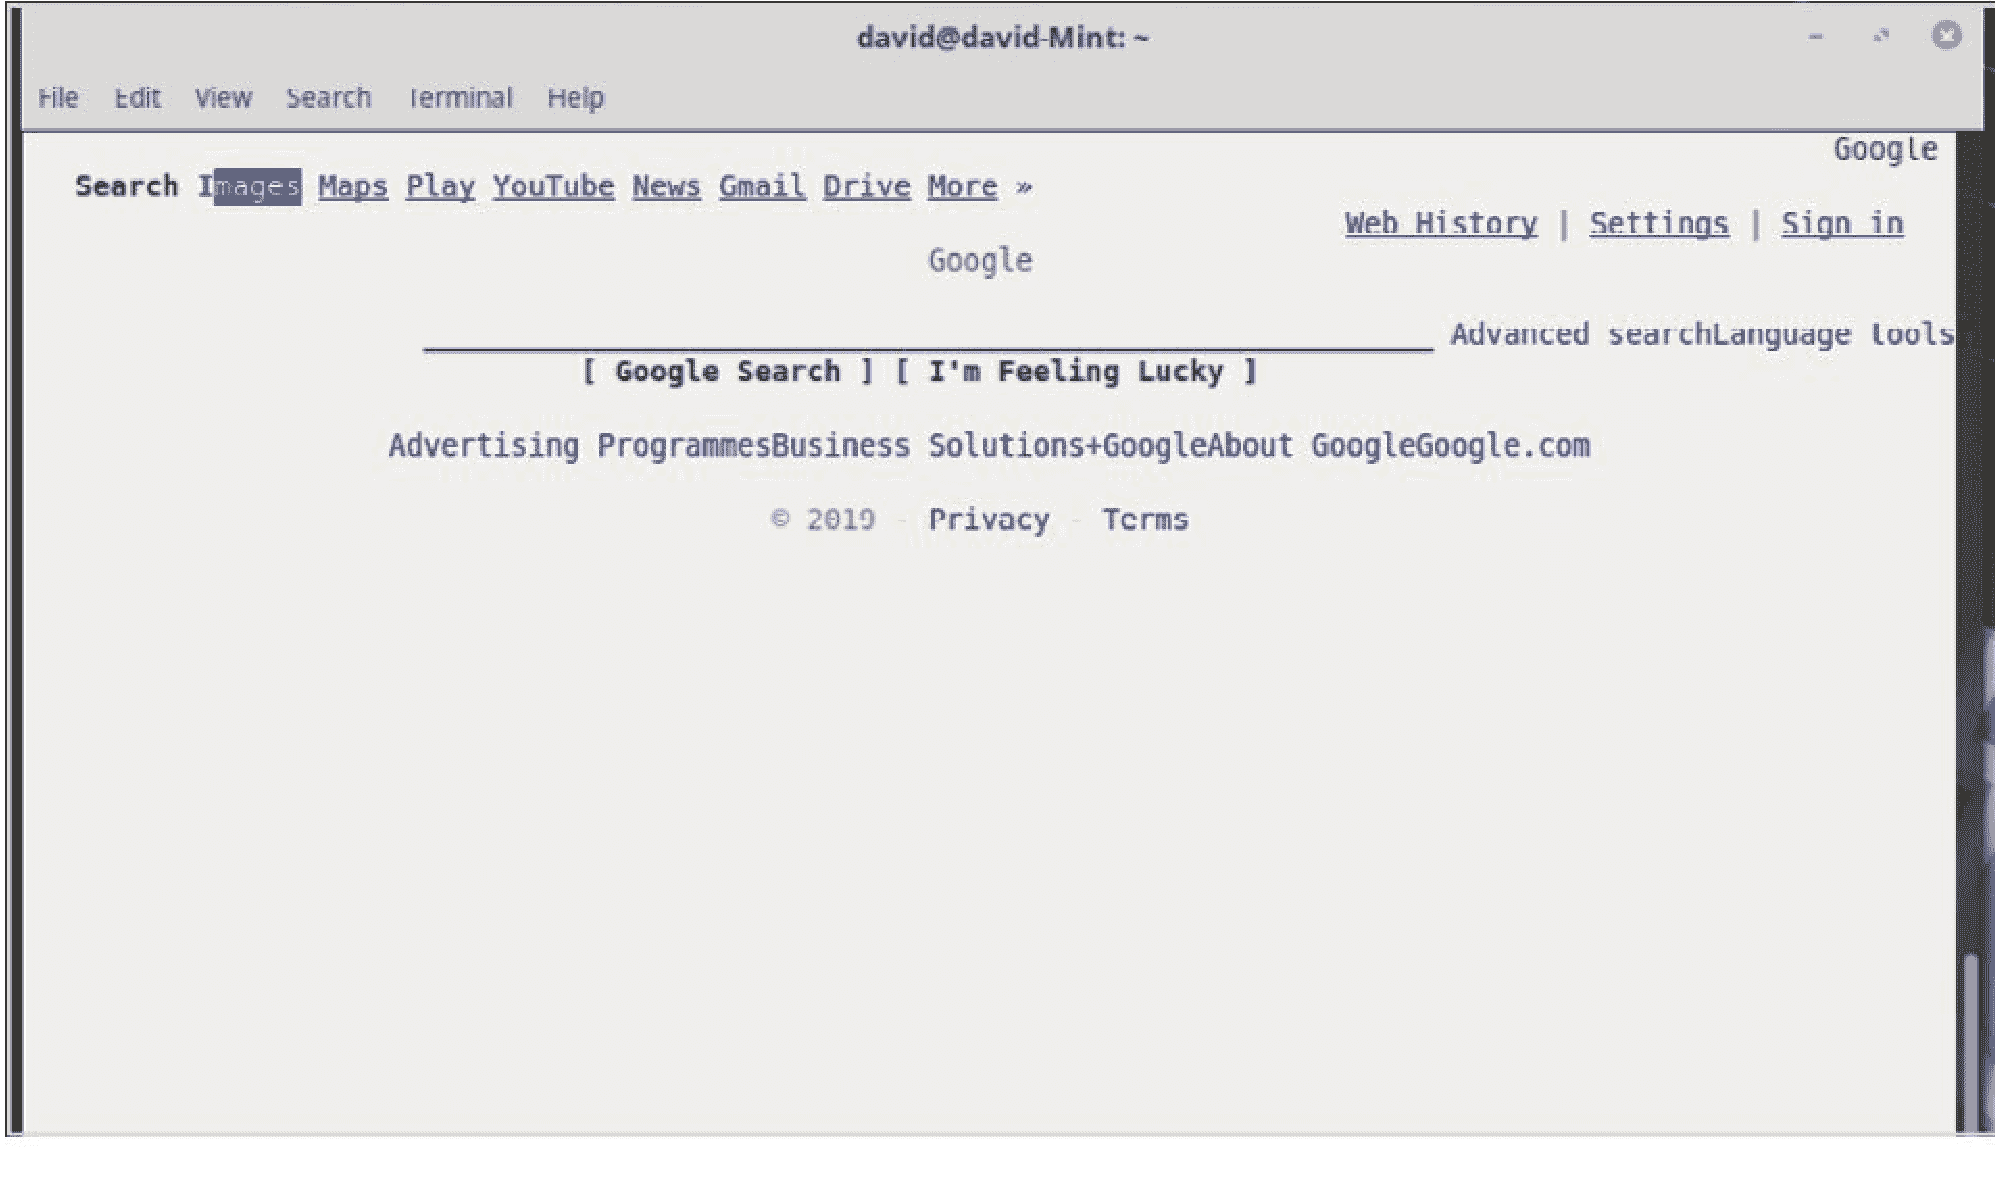 david@david-Mint: ~
File Edit View Search Terminal Help
Google
Search Images Maps Play YouTube News Gmail Drive More »
Web History | Settings | Sign in
Google
Advanced searchLanguage tools
[ Google Search ] [ I'm Feeling Lucky ]
Advertising ProgrammesBusiness Solutions+GoogleAbout GoogleGoogle.com
© 2019 - Privacy - Terms